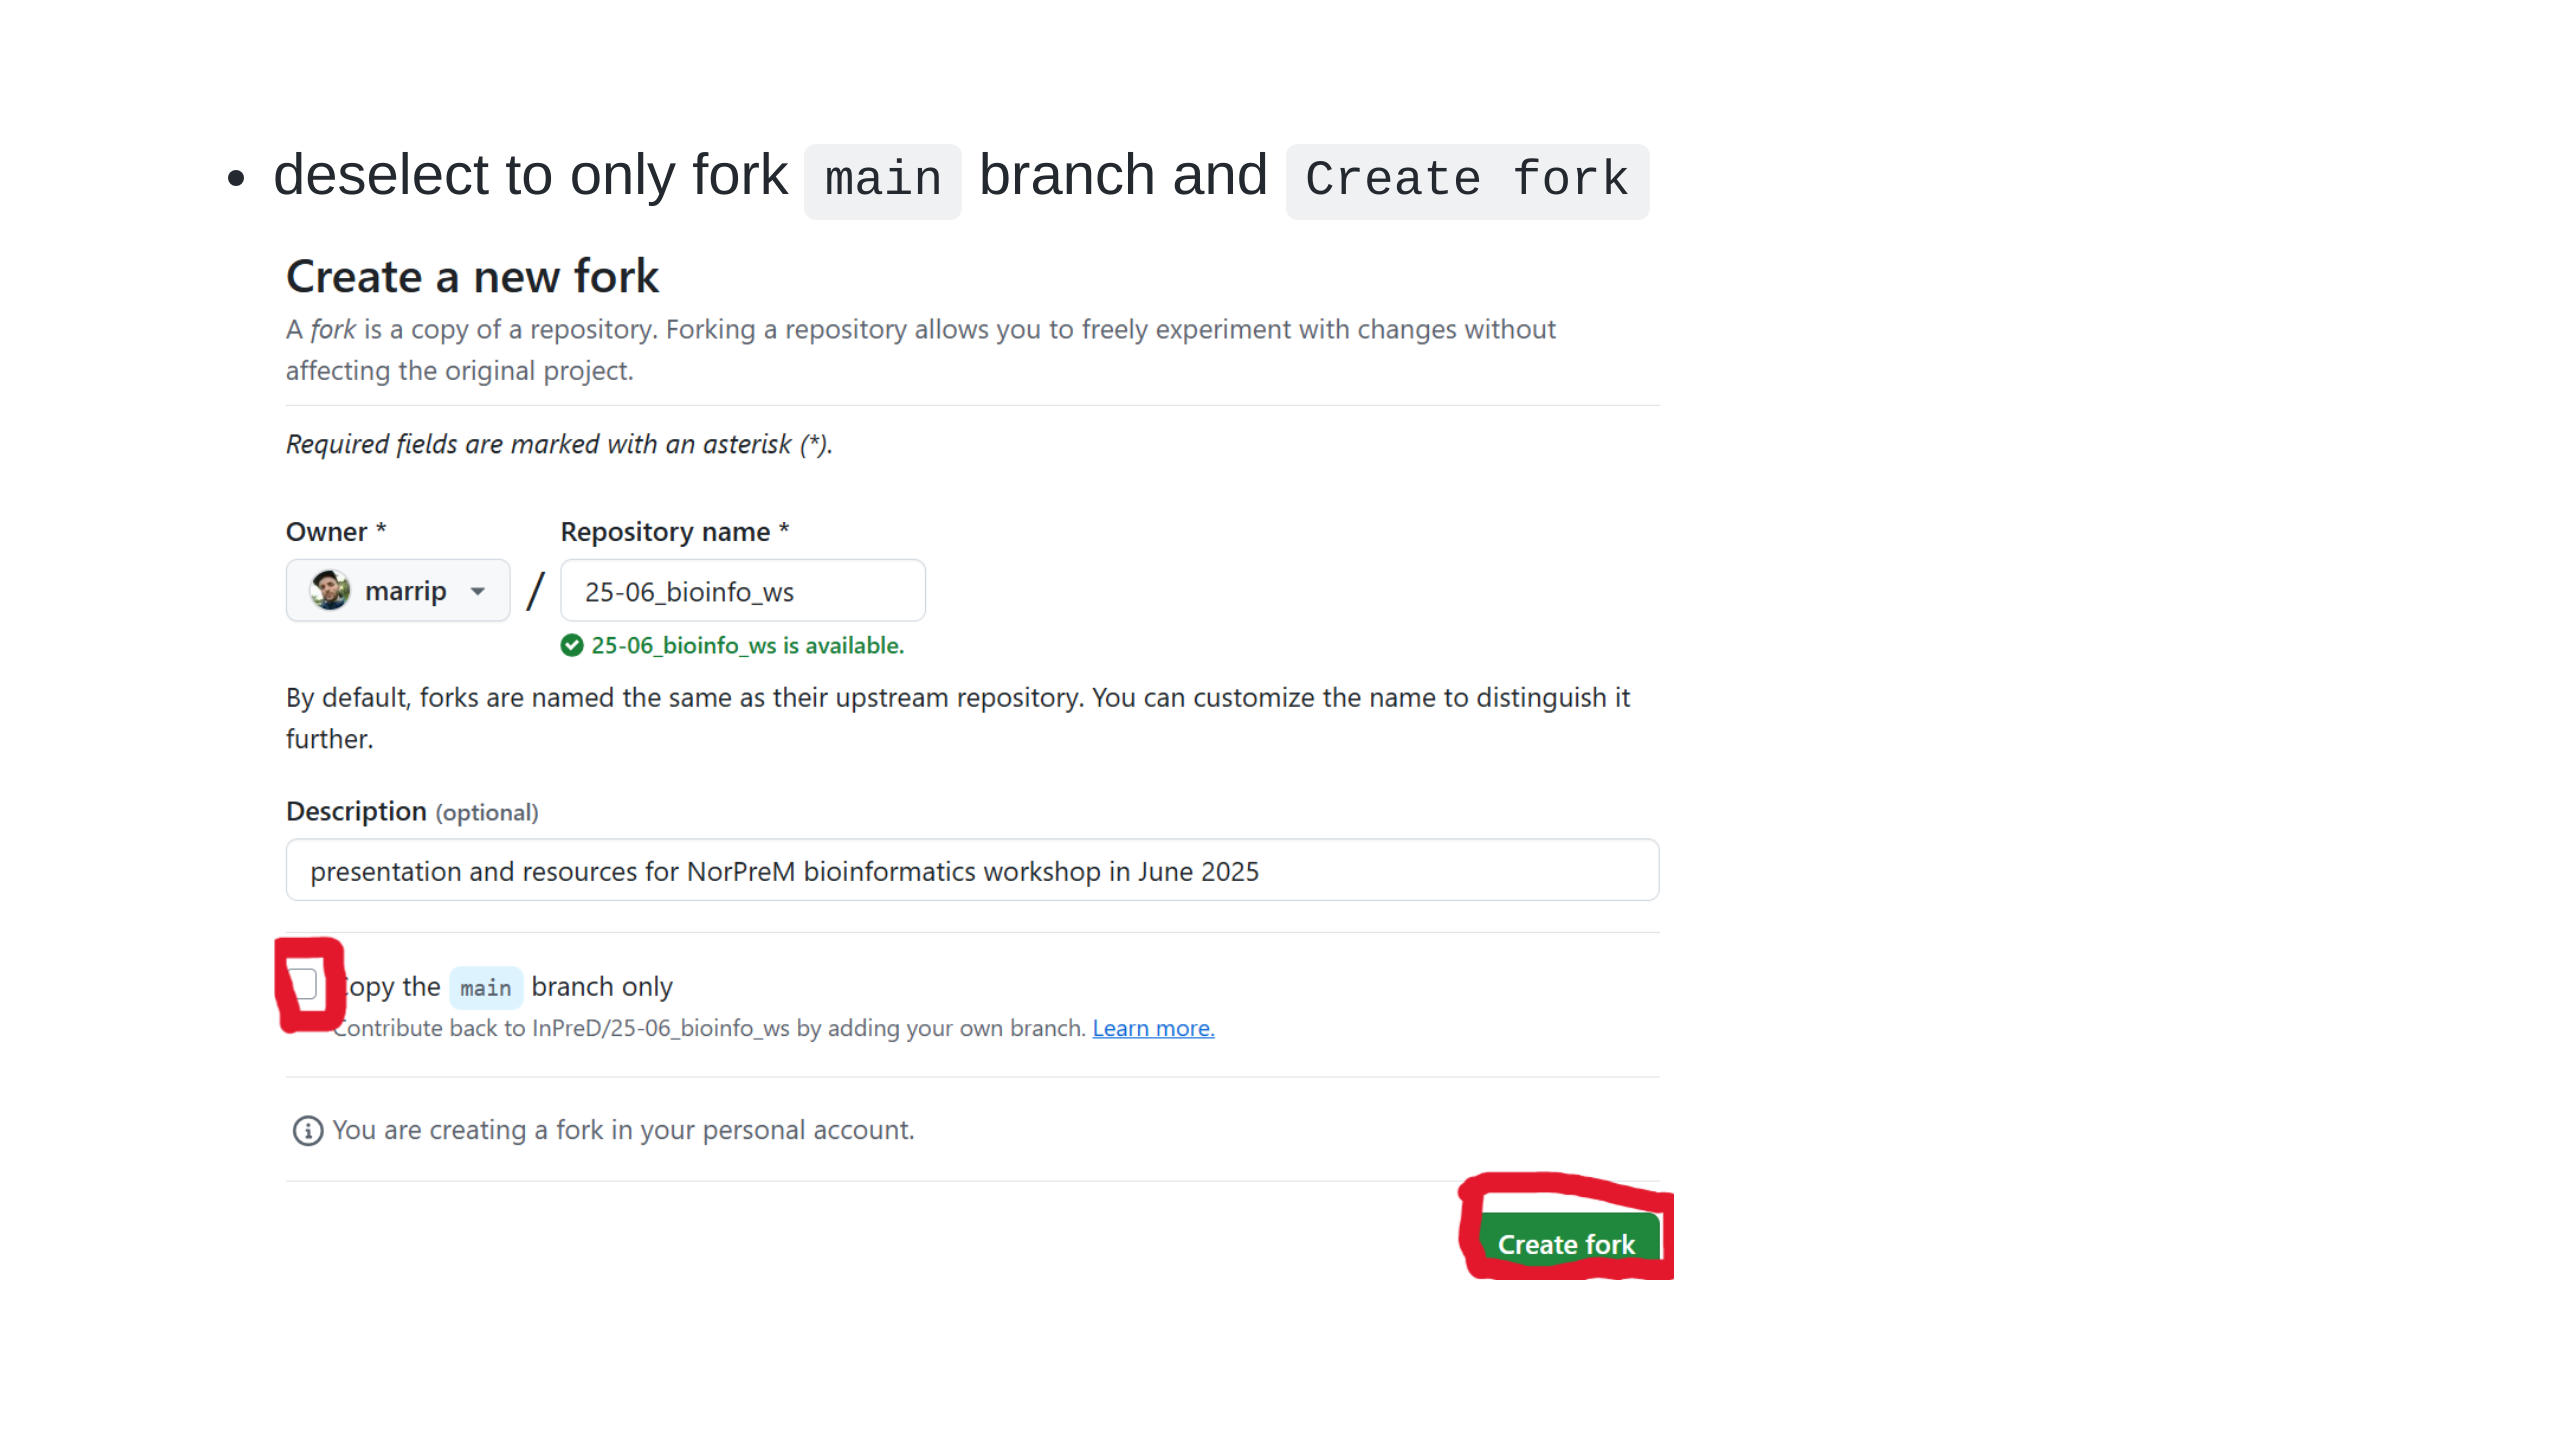 • deselect to only fork main branch and Create fork
Create a new fork
A fork is a copy of a repository. Forking a repository allows you to freely experiment with changes without
affecting the original project.
Required fields are marked with an asterisk (*).
Owner * Repository name *
marrip / 25-06_bioinfo_ws
25-06_bioinfo_ws is available.
By default, forks are named the same as their upstream repository. You can customize the name to distinguish it
further.
Description (optional)
presentation and resources for NorPreM bioinformatics workshop in June 2025
Copy the main branch only
Contribute back to InPreD/25-06_bioinfo_ws by adding your own branch. Learn more.
You are creating a fork in your personal account.
Create fork